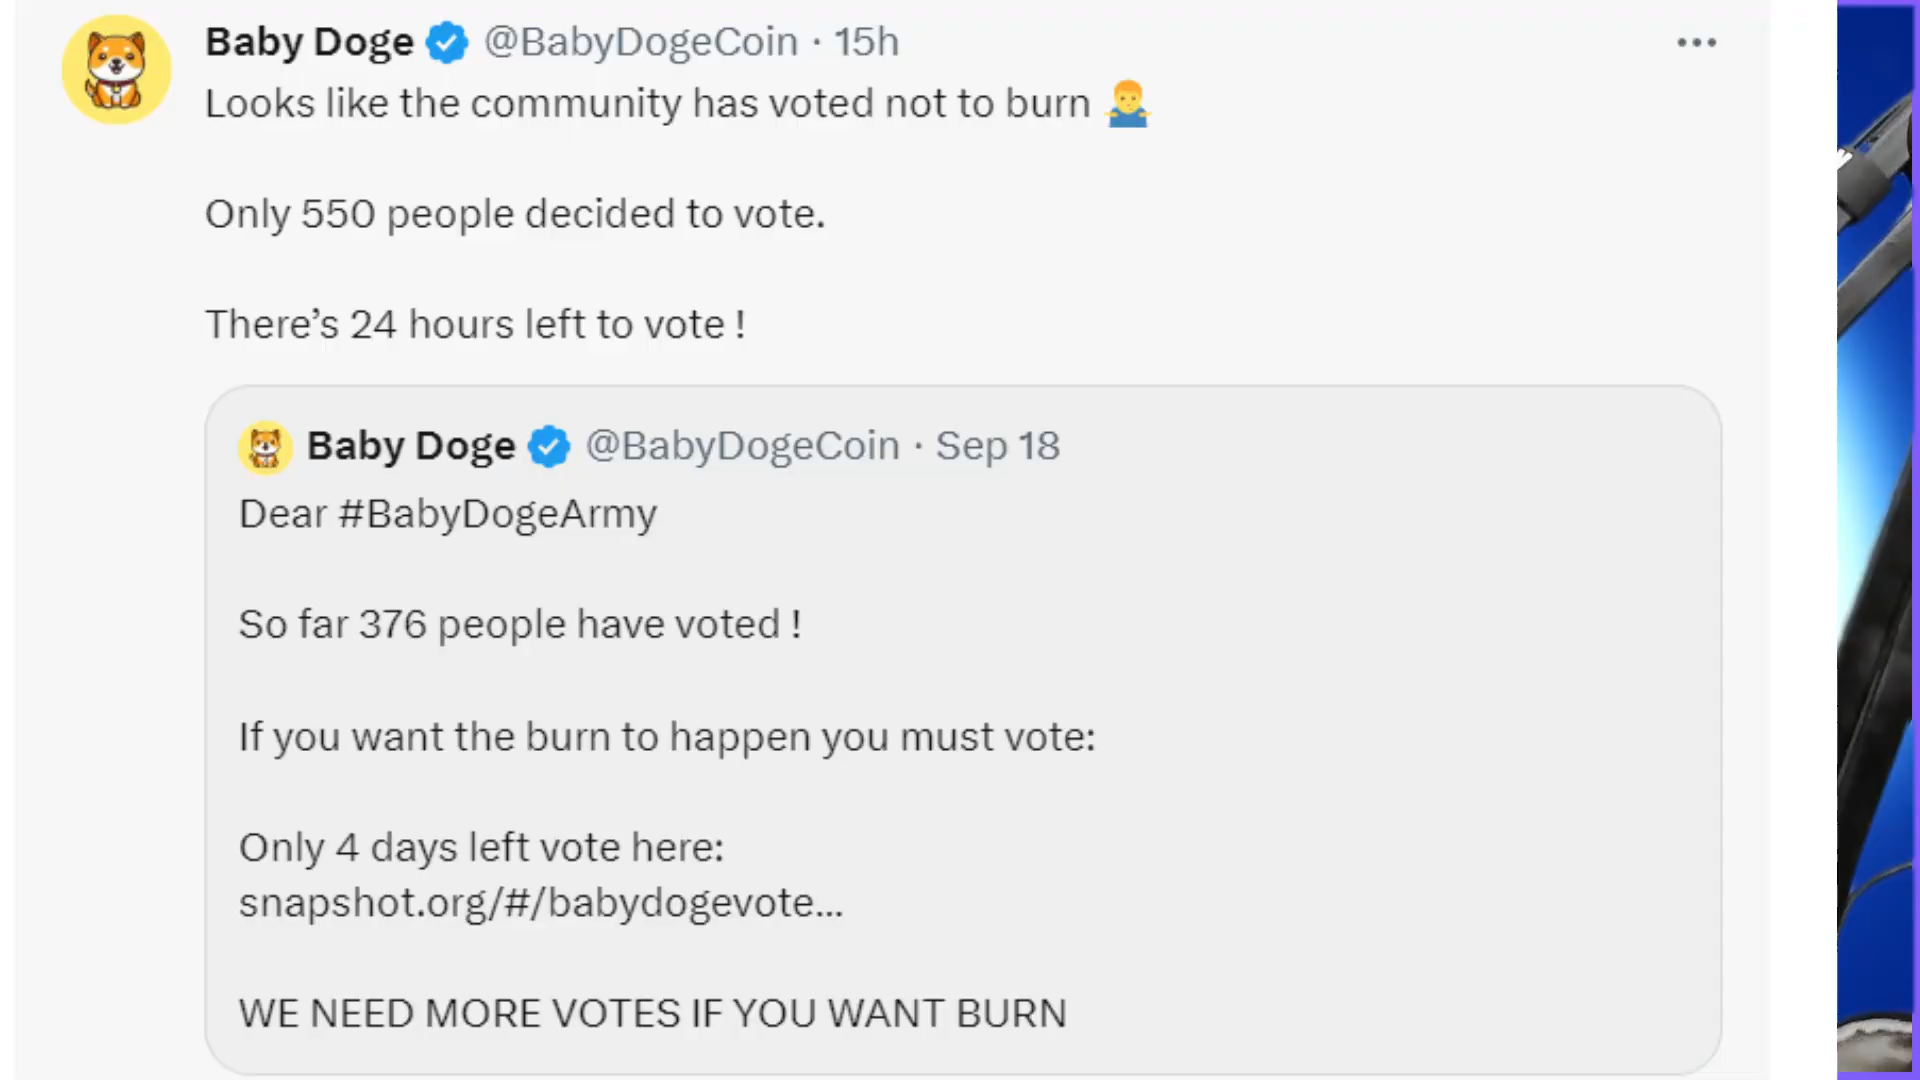 Baby Doge @BabyDogeCoin · 15h
Looks like the community has voted not to burn 🤷‍♂️
Only 550 people decided to vote.
There’s 24 hours left to vote !
Baby Doge @BabyDogeCoin · Sep 18
Dear #BabyDogeArmy
So far 376 people have voted !
If you want the burn to happen you must vote:
Only 4 days left vote here:
snapshot.org/#/babydogevote...
WE NEED MORE VOTES IF YOU WANT BURN